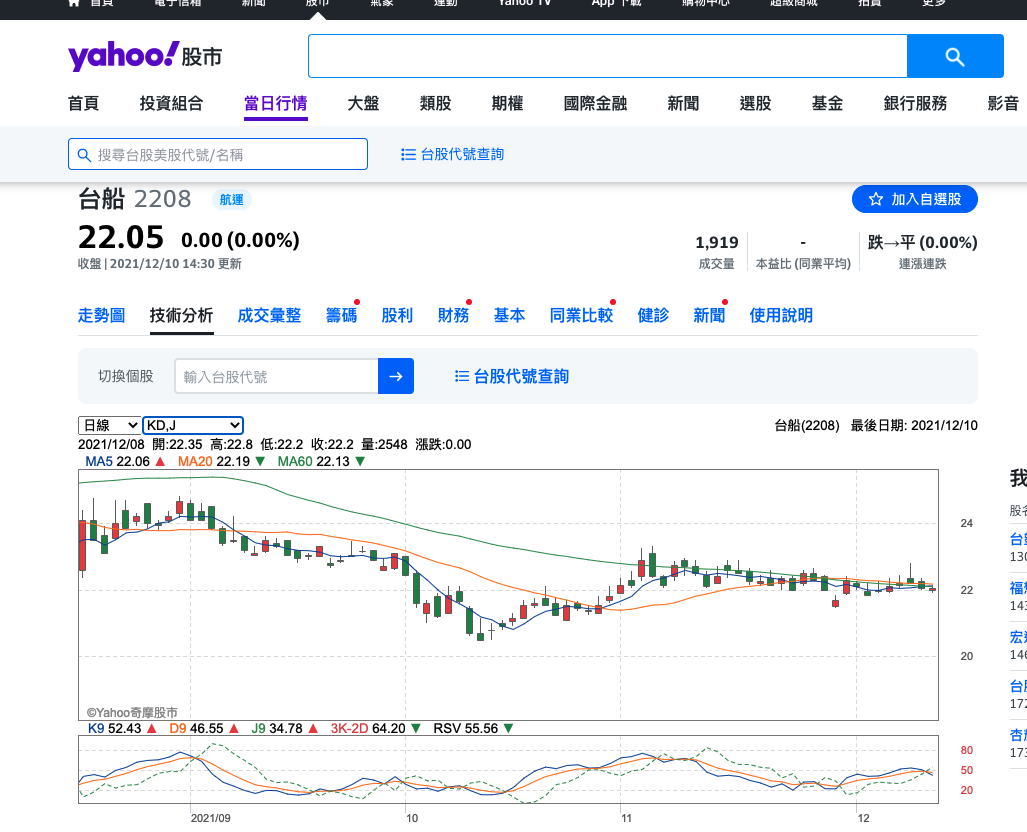 首頁 電子信箱 新聞 股市 氣象 運動 Yahoo TV App 下載 購物中心 超級商城 拍賣 更多
yahoo! 股市
首頁 投資組合 當日行情 大盤 類股 期權 國際金融 新聞 選股 基金 銀行服務 影音
搜尋台股美股代號/名稱 台股代號查詢
台船 2208 航運 加入自選股
22.05 0.00 (0.00%)
1,919 - 跌→平 (0.00%)
收盤 | 2021/12/10 14:30 更新 成交量 本益比 (同業平均) 連漲連跌
走勢圖 技術分析 成交彙整 籌碼 股利 財務 基本 同業比較 健診 新聞 使用說明
切換個股 輸入台股代號 台股代號查詢
日線 KD,J 台船(2208) 最後日期: 2021/12/10
2021/12/08 開:22.35 高:22.8 低:22.2 收:22.2 量:2548 漲跌:0.00
MA5 22.06 ▲ MA20 22.19 ▼ MA60 22.13 ▼
我
股名
24
台
130
22
福
143
宏
146
20
台
172
©Yahoo奇摩股市
K9 52.43 ▲ D9 46.55 ▲ J9 34.78 ▲ 3K-2D 64.20 ▼ RSV 55.56 ▼
杏
173
80
50
20
2021/09 10 11 12